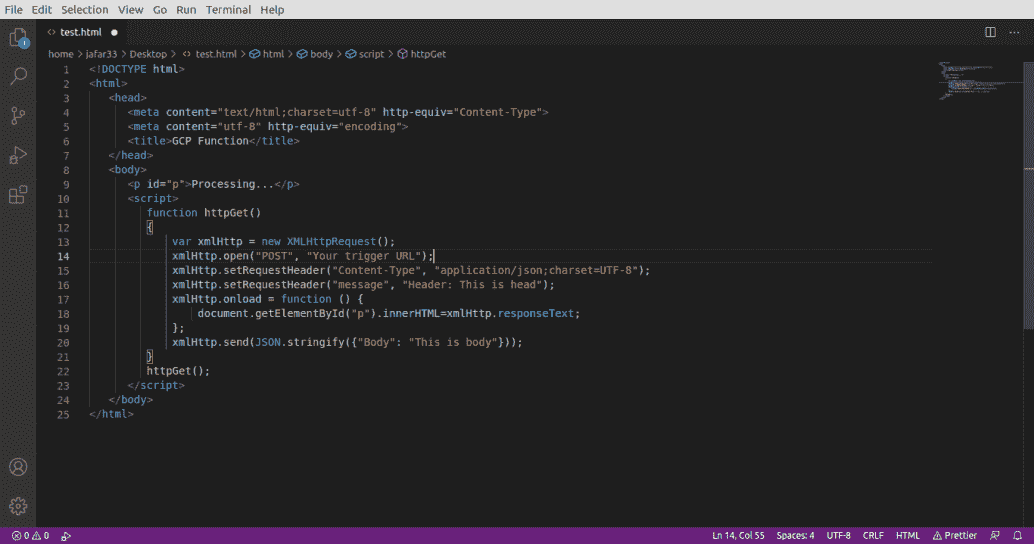 File Edit Selection View Go Run Terminal Help
test.html
home > jafar33 > Desktop > test.html > html > body > script > httpGet
1 <!DOCTYPE html>
2 <html>
3 <head>
4 <meta content="text/html;charset=utf-8" http-equiv="Content-Type">
5 <meta content="utf-8" http-equiv="encoding">
6 <title>GCP Function</title>
7 </head>
8 <body>
9 <p id="p">Processing...</p>
10 <script>
11 function httpGet()
12 {
13 var xmlHttp = new XMLHttpRequest();
14 xmlHttp.open("POST", "Your trigger URL");
15 xmlHttp.setRequestHeader("Content-Type", "application/json;charset=UTF-8");
16 xmlHttp.setRequestHeader("message", "Header: This is head");
17 xmlHttp.onload = function () {
18 document.getElementById("p").innerHTML=xmlHttp.responseText;
19 };
20 xmlHttp.send(JSON.stringify({"Body": "This is body"}));
21 }
22 httpGet();
23 </script>
24 </body>
25 </html>
0 0 Ln 14, Col 55 Spaces: 4 UTF-8 CRLF HTML Prettier